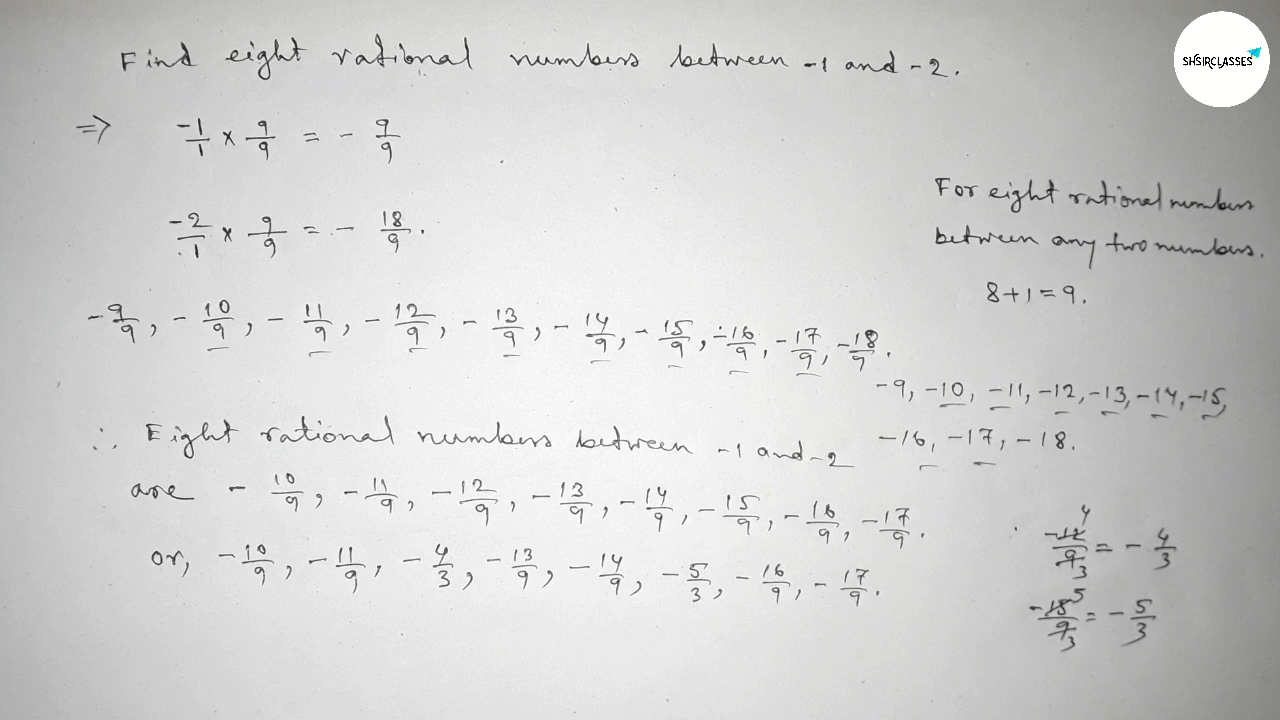 SHSIRCLASSES
Find eight rational numbers between -1 and -2.
⇒ -1/1 × 9/9 = - 9/9
-2/1 × 9/9 = - 18/9.
For eight rational numbers
between any two numbers.
8+1=9.
-9/9, -10/9, -11/9, -12/9, -13/9, -14/9, -15/9, -16/9, -17/9, -18/9.
-9, -10, -11, -12, -13, -14, -15,
-16, -17, -18.
∴ Eight rational numbers between -1 and -2
are -10/9, -11/9, -12/9, -13/9, -14/9, -15/9, -16/9, -17/9.
or, -10/9, -11/9, -4/3, -13/9, -14/9, -5/3, -16/9, -17/9.
-12/9 4 3 = -4/3
-15/9 5 3 = -5/3